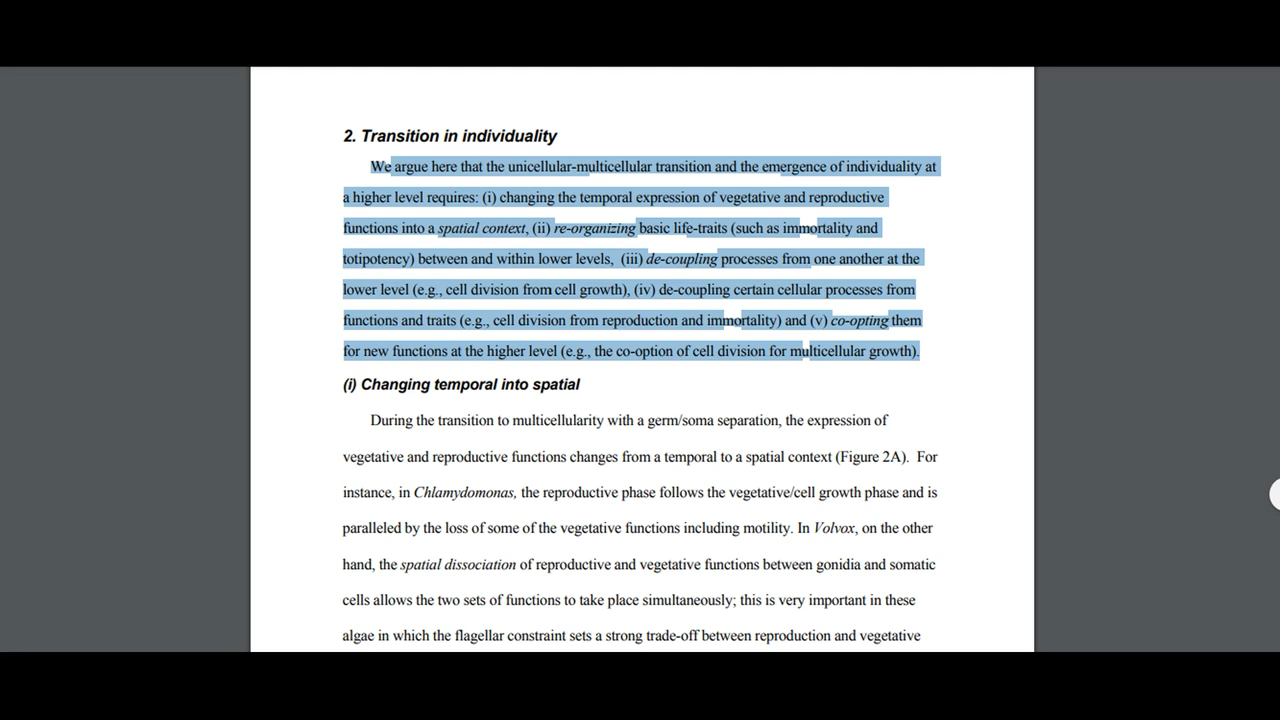 2. Transition in individuality
We argue here that the unicellular-multicellular transition and the emergence of individuality at
a higher level requires: (i) changing the temporal expression of vegetative and reproductive
functions into a spatial context, (ii) re-organizing basic life-traits (such as immortality and
totipotency) between and within lower levels,  (iii) de-coupling processes from one another at the
lower level (e.g., cell division from cell growth), (iv) de-coupling certain cellular processes from
functions and traits (e.g., cell division from reproduction and immortality) and (v) co-opting them
for new functions at the higher level (e.g., the co-option of cell division for multicellular growth).
(i) Changing temporal into spatial
During the transition to multicellularity with a germ/soma separation, the expression of
vegetative and reproductive functions changes from a temporal to a spatial context (Figure 2A).  For
instance, in Chlamydomonas, the reproductive phase follows the vegetative/cell growth phase and is
paralleled by the loss of some of the vegetative functions including motility. In Volvox, on the other
hand, the spatial dissociation of reproductive and vegetative functions between gonidia and somatic
cells allows the two sets of functions to take place simultaneously; this is very important in these
algae in which the flagellar constraint sets a strong trade-off between reproduction and vegetative